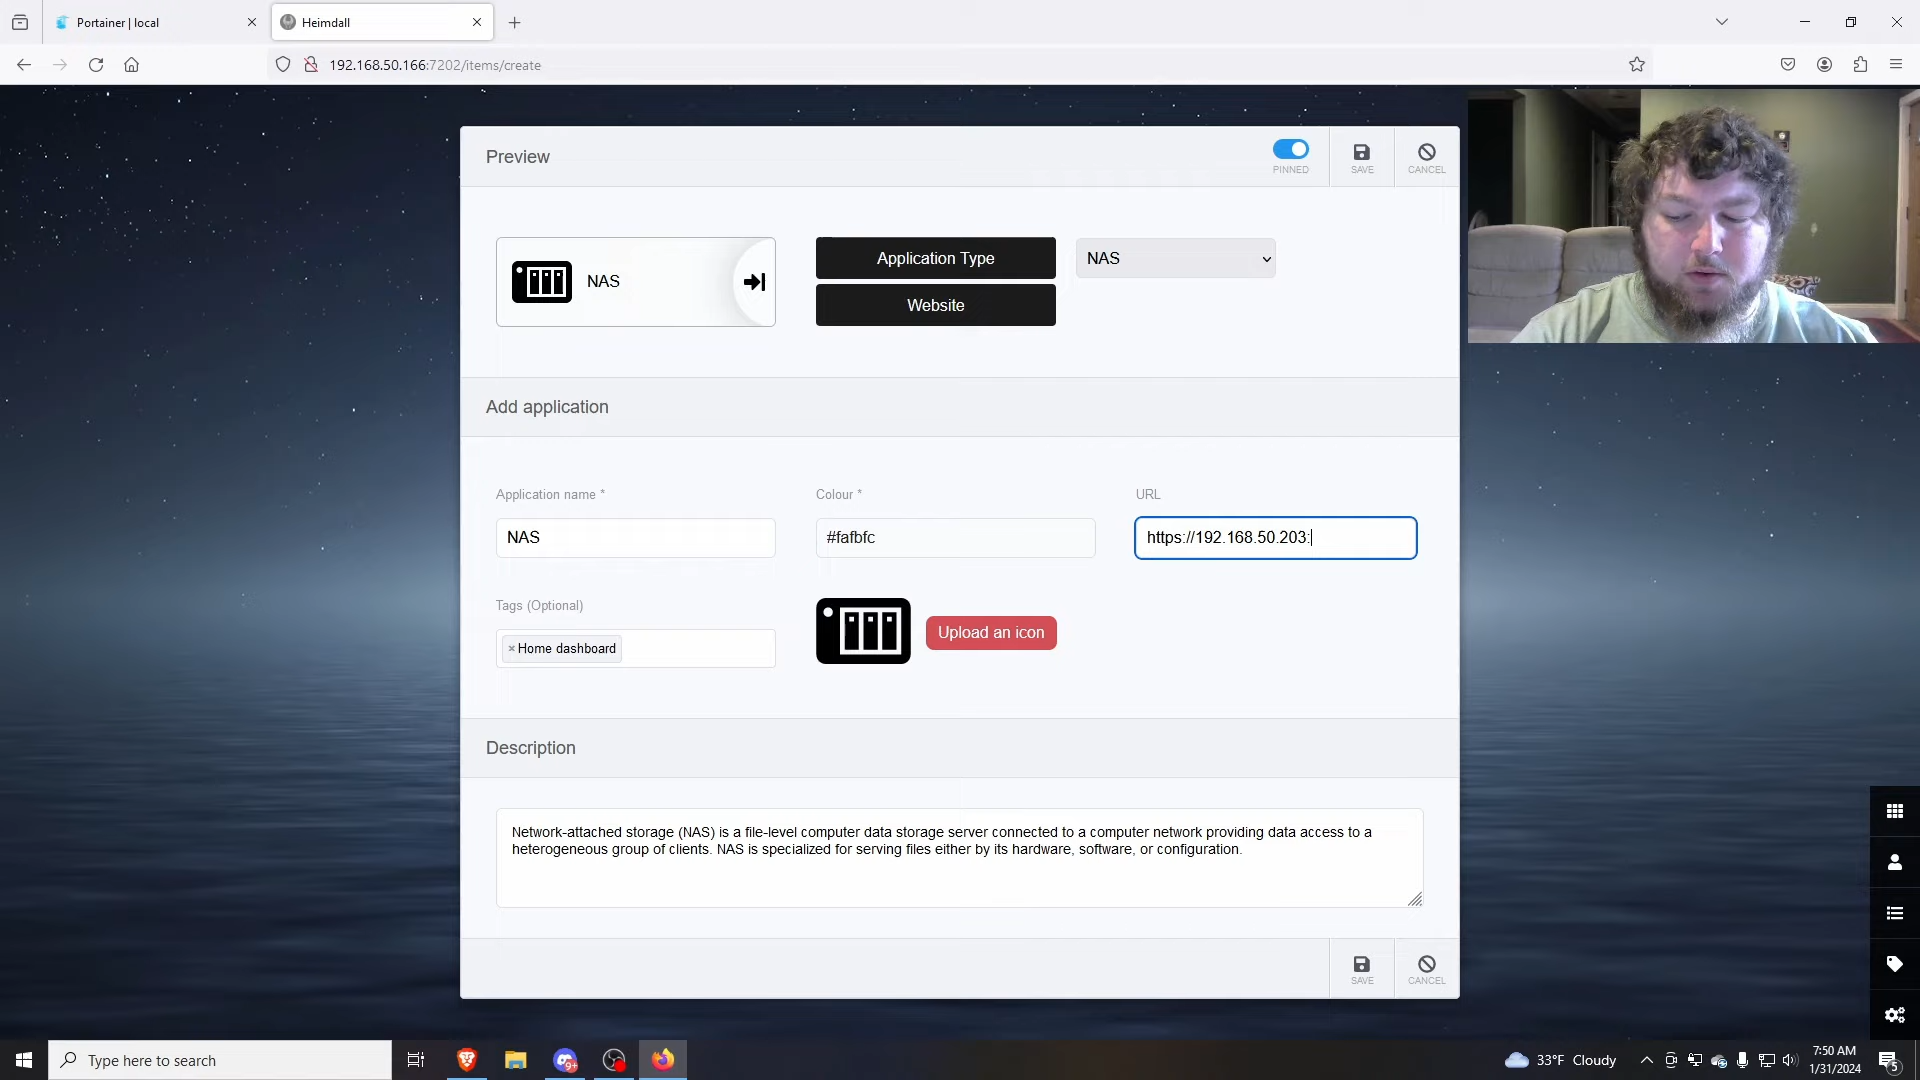 Portainer | local
Heimdall
192.168.50.166:7202/items/create
Preview
PINNED
SAVE
CANCEL
NAS
Application Type
NAS
Website
Add application
Application name *
Colour *
URL
NAS
#fafbfc
https://192.168.50.203:
Tags (Optional)
× Home dashboard
Upload an icon
Description
Network-attached storage (NAS) is a file-level computer data storage server connected to a computer network providing data access to a
heterogeneous group of clients. NAS is specialized for serving files either by its hardware, software, or configuration.
SAVE
CANCEL
Type here to search
9+
33°F Cloudy
7:50 AM
1/31/2024
5